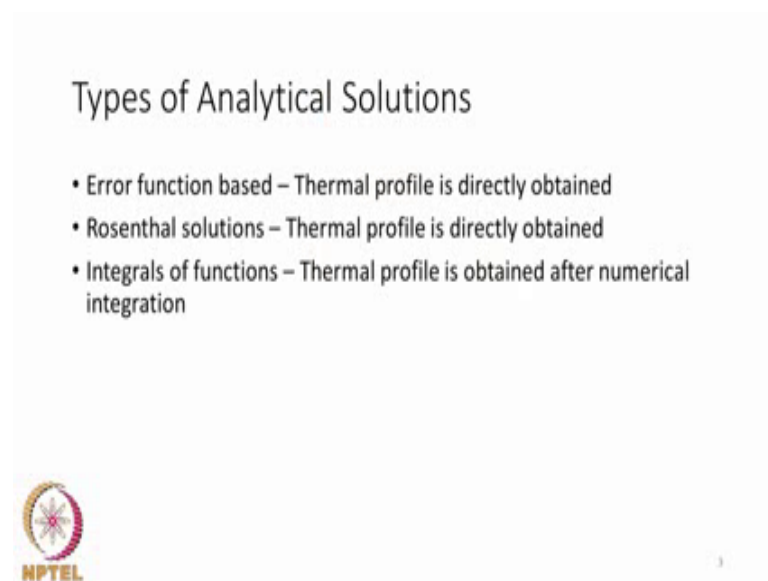 Types of Analytical Solutions
• Error function based – Thermal profile is directly obtained
• Rosenthal solutions – Thermal profile is directly obtained
• Integrals of functions – Thermal profile is obtained after numerical
integration
NPTEL
3